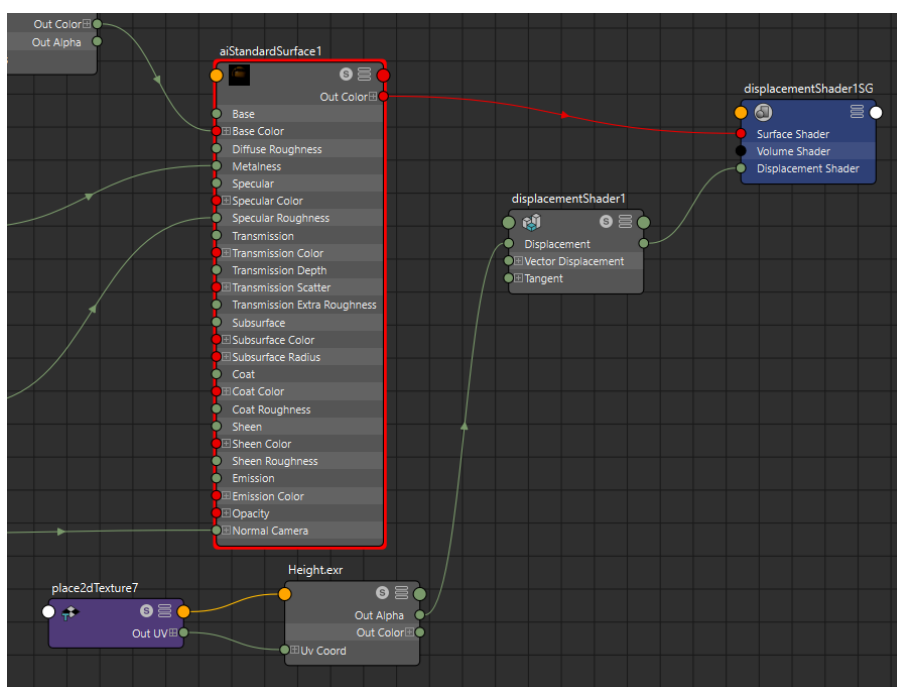 Out Color
Out Alpha
aiStandardSurface1
Out Color
Base
Base Color
Diffuse Roughness
Metalness
Specular
Specular Color
Specular Roughness
Transmission
Transmission Color
Transmission Depth
Transmission Scatter
Transmission Extra Roughness
Subsurface
Subsurface Color
Subsurface Radius
Coat
Coat Color
Coat Roughness
Sheen
Sheen Color
Sheen Roughness
Emission
Emission Color
Opacity
Normal Camera
displacementShader1SG
Surface Shader
Volume Shader
Displacement Shader
displacementShader1
Displacement
Vector Displacement
Tangent
place2dTexture7
Out UV
Height.exr
Out Alpha
Out Color
Uv Coord